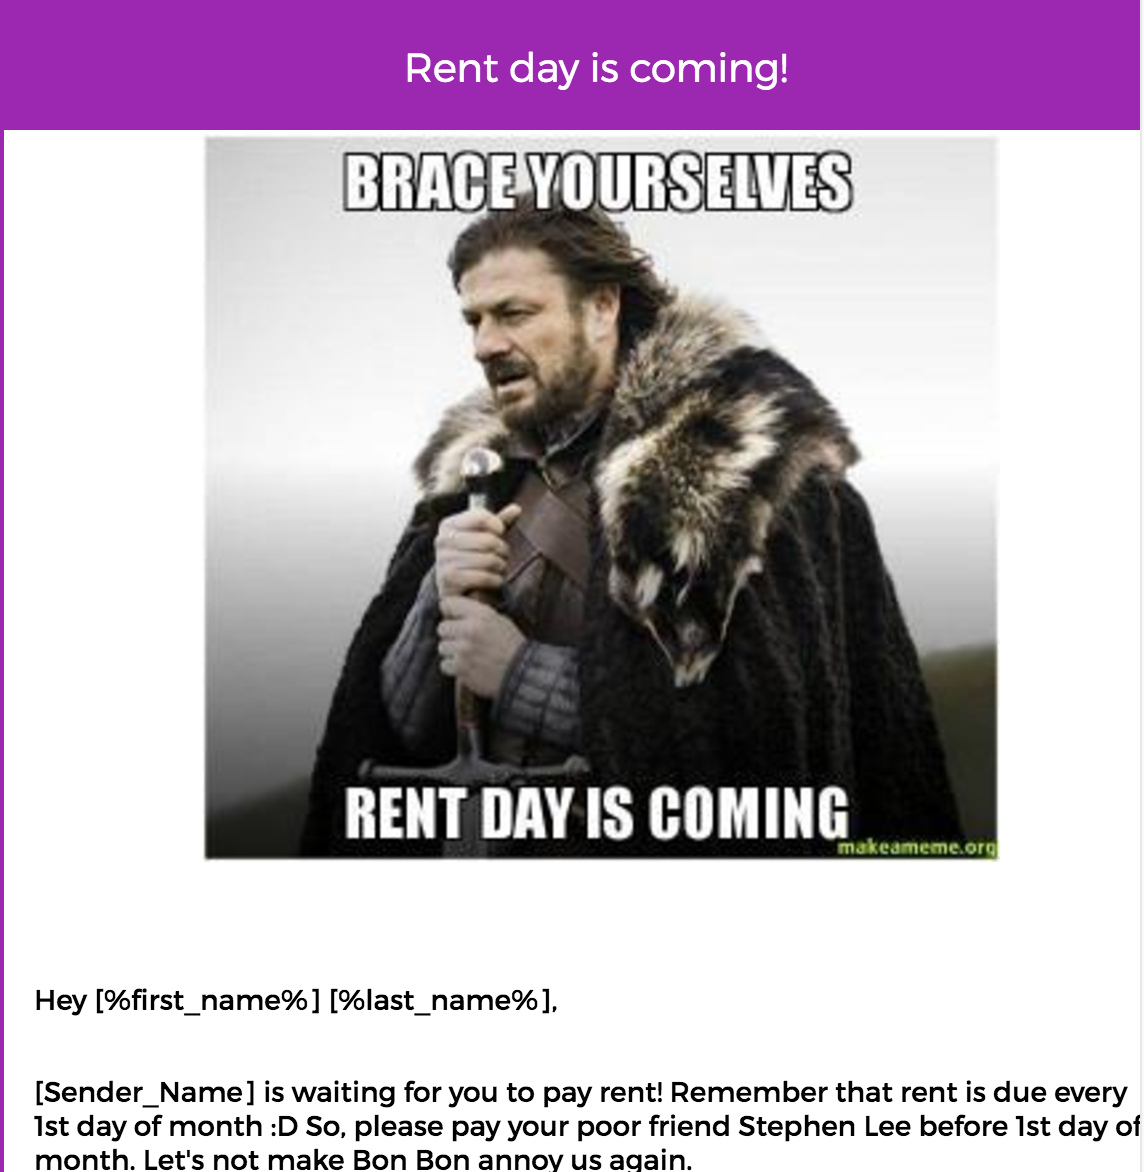 Rent day is coming!
BRACE YOURSELVES
RENT DAY IS COMING
makeameme.org
Hey [%first_name%] [%last_name%],
[Sender_Name] is waiting for you to pay rent! Remember that rent is due every
1st day of month :D So, please pay your poor friend Stephen Lee before 1st day of
month. Let's not make Bon Bon annoy us again.